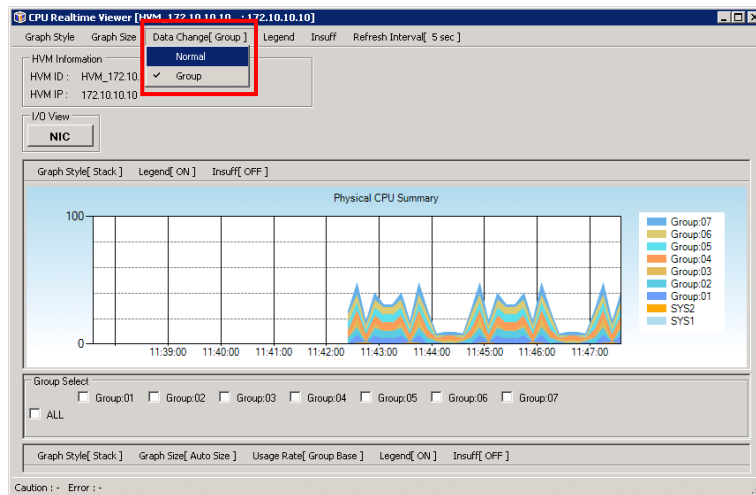 CPU Realtime Viewer [HVM_172.10.10.10 : 172.10.10.10]
Graph Style Graph Size Data Change[ Group ] Legend Insuff Refresh Interval[ 5 sec ]
Normal
Group
HVM Information
HVM ID : HVM_172.10.
HVM IP : 172.10.10.10
I/O View
NIC
Graph Style[ Stack ] Legend[ ON ] Insuff[ OFF ]
Physical CPU Summary
100
0
11:39:00 11:40:00 11:41:00 11:42:00 11:43:00 11:44:00 11:45:00 11:46:00 11:47:00
Group:07
Group:06
Group:05
Group:04
Group:03
Group:02
Group:01
SYS2
SYS1
Group Select
Group:01 Group:02 Group:03 Group:04 Group:05 Group:06 Group:07
ALL
Graph Style[ Stack ] Graph Size[ Auto Size ] Usage Rate[ Group Base ] Legend[ ON ] Insuff[ OFF ]
Caution : - Error : -